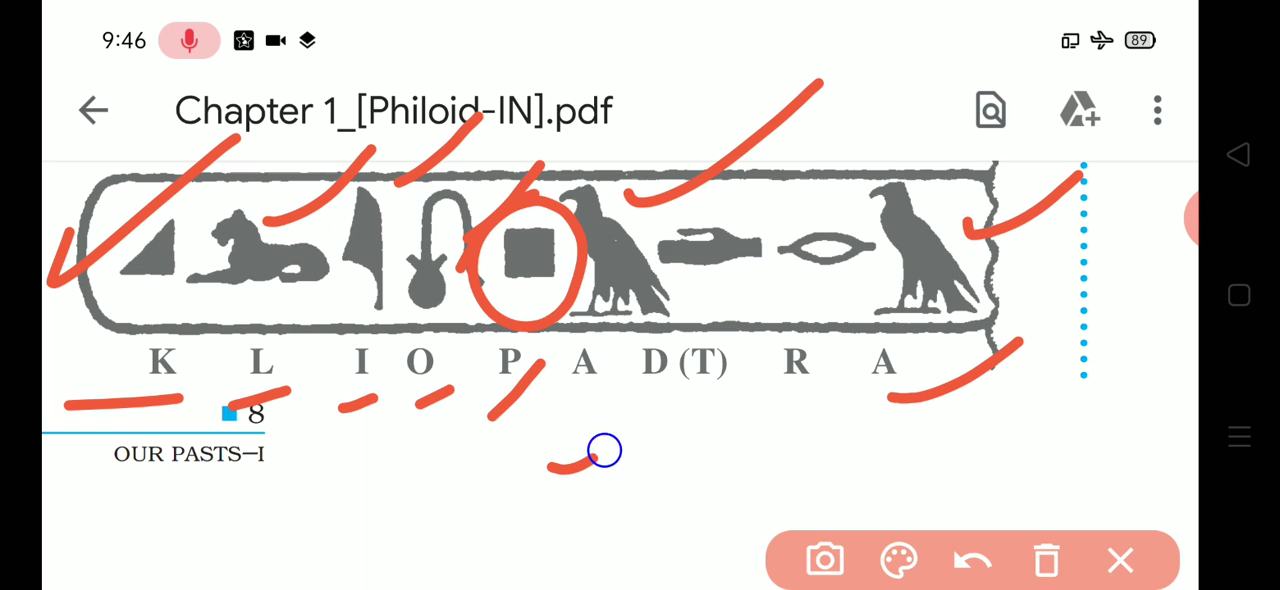 9:46
89
Chapter 1_[Philoid-IN].pdf
K L I O P A D (T) R A
8
OUR PASTS–I